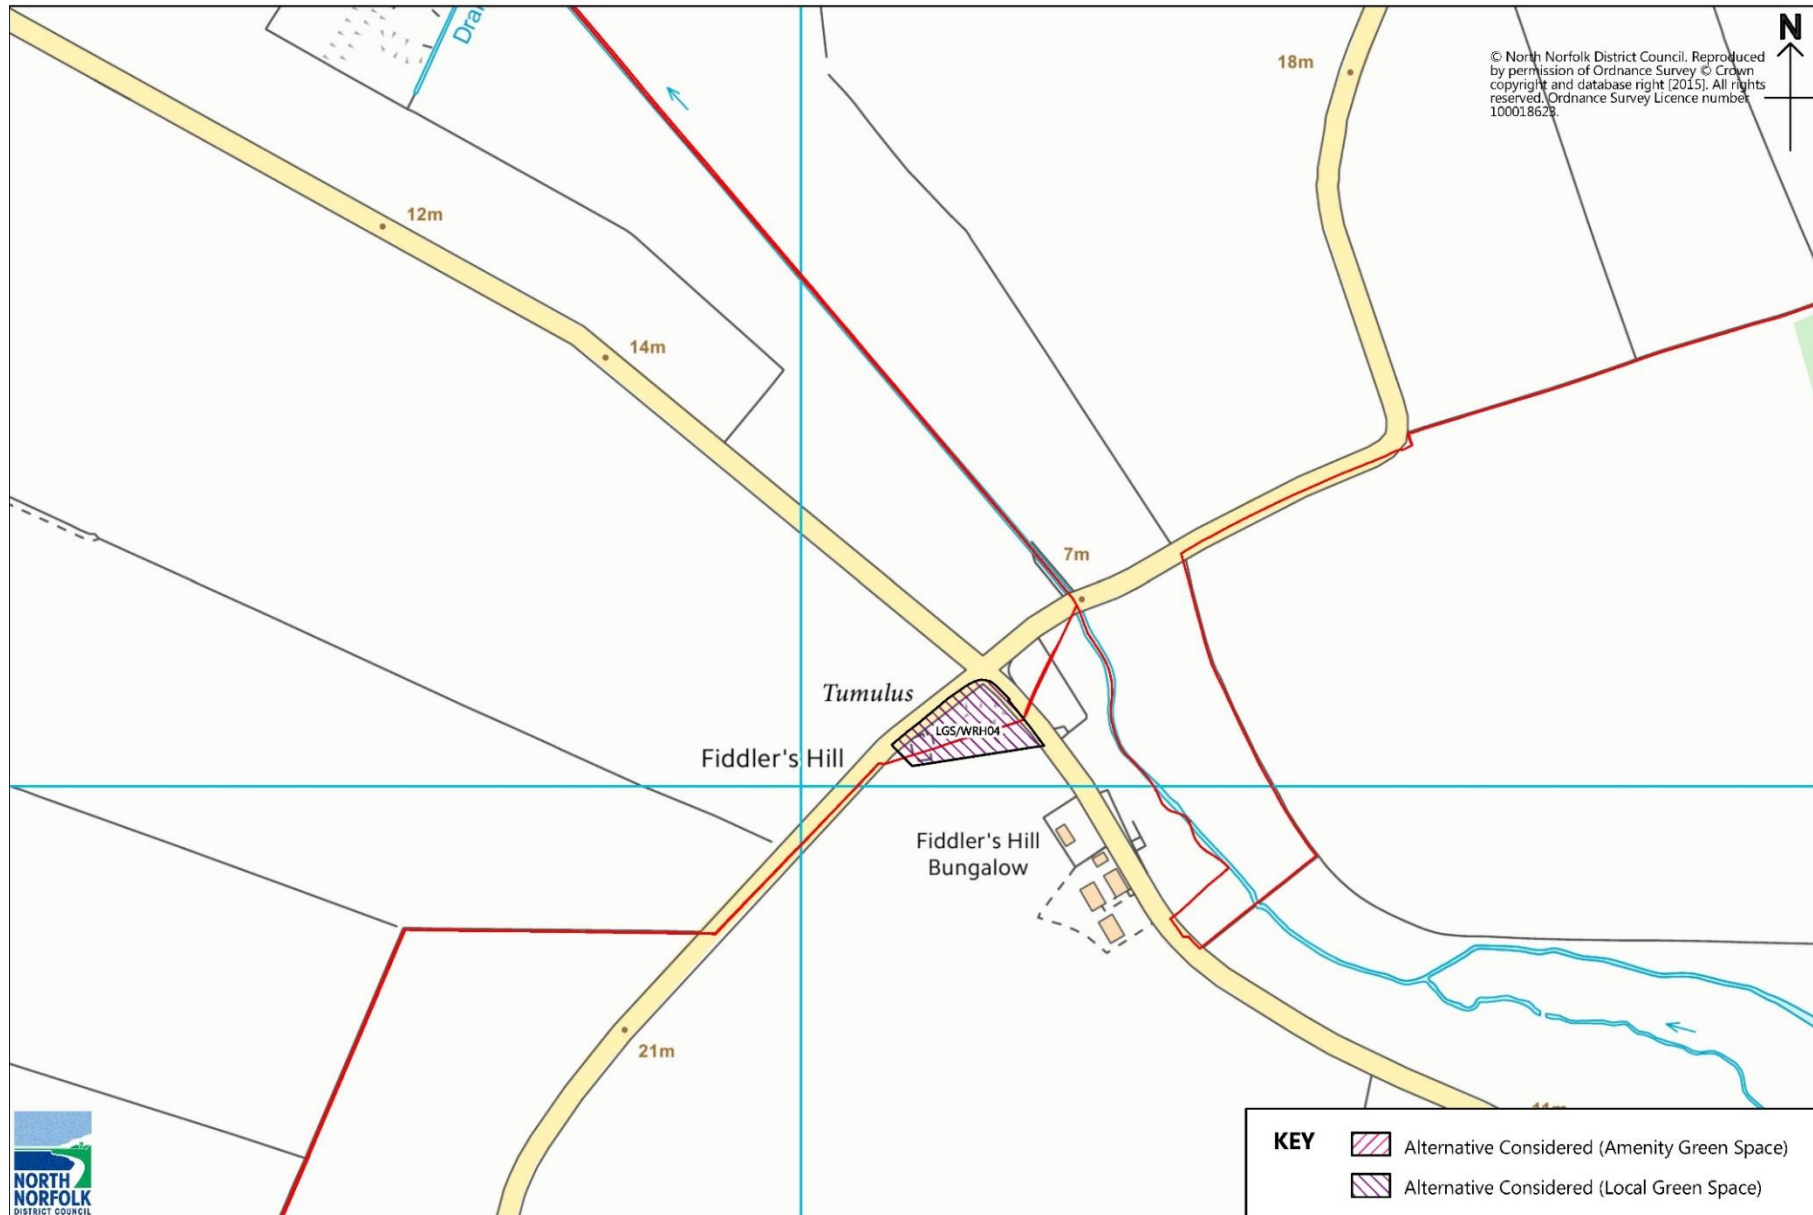 Drai
N
© North Norfolk District Council. Reproduced
by permission of Ordnance Survey © Crown
copyright and database right [2015]. All rights
reserved. Ordnance Survey Licence number
100018623.
18m
12m
14m
7m
Tumulus
LGS/WRH04
Fiddler's Hill
Fiddler's Hill
Bungalow
21m
11m
KEY
Alternative Considered (Amenity Green Space)
Alternative Considered (Local Green Space)
NORTH
NORFOLK
DISTRICT COUNCIL